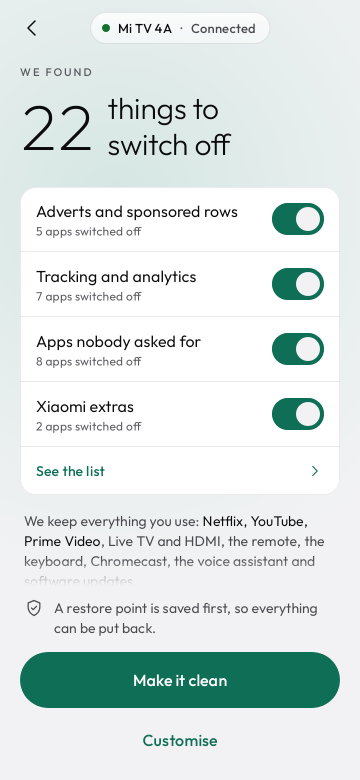 Mi TV 4A · Connected
WE FOUND
22 things to
switch off
Adverts and sponsored rows
5 apps switched off
Tracking and analytics
7 apps switched off
Apps nobody asked for
8 apps switched off
Xiaomi extras
2 apps switched off
See the list
We keep everything you use: Netflix, YouTube,
Prime Video, Live TV and HDMI, the remote, the
keyboard, Chromecast, the voice assistant and
software updates.
A restore point is saved first, so everything
can be put back.
Make it clean
Customise